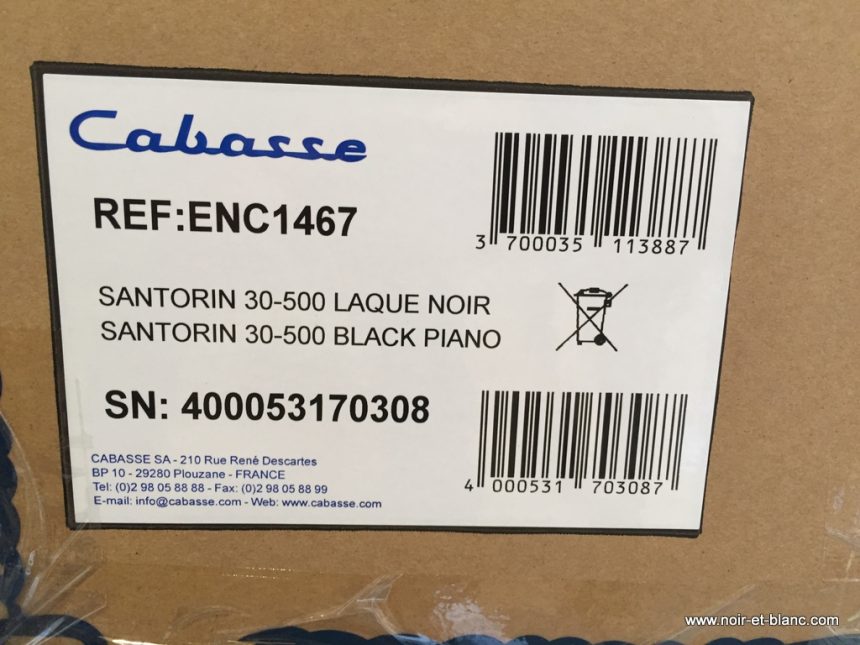 Cabasse
REF:ENC1467
3 700035 113887
SANTORIN 30-500 LAQUE NOIR
SANTORIN 30-500 BLACK PIANO
SN: 400053170308
4 000531 703087
CABASSE SA - 210 Rue René Descartes
BP 10 - 29280 Plouzane - FRANCE
Tel: (0)2 98 05 88 88 - Fax: (0)2 98 05 88 99
E-mail: info@cabasse.com - Web: www.cabasse.com
www.noir-et-blanc.com